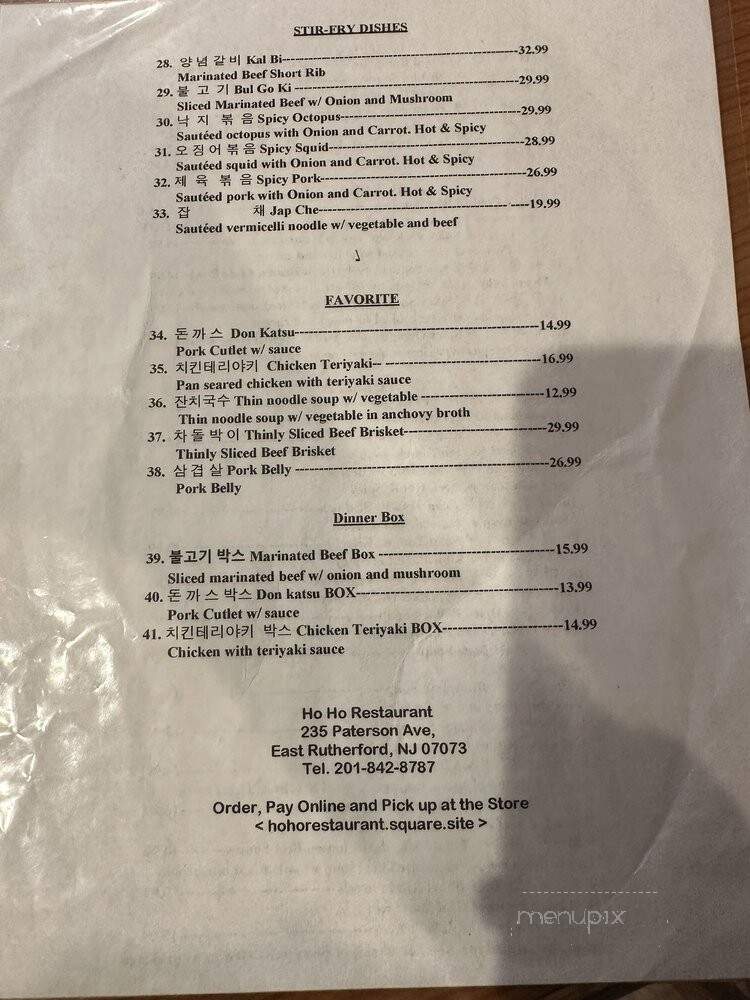 STIR-FRY DISHES
28. 양념갈비 Kal Bi---32.99
Marinated Beef Short Rib
29. 불 고 기 Bul Go Ki ---29.99
Sliced Marinated Beef w/ Onion and Mushroom
30. 낙 지 볶 음 Spicy Octopus---29.99
Sautéed octopus with Onion and Carrot. Hot & Spicy
31. 오징어볶음 Spicy Squid---28.99
Sautéed squid with Onion and Carrot. Hot & Spicy
32. 제 육 볶 음 Spicy Pork---26.99
Sautéed pork with Onion and Carrot. Hot & Spicy
33. 잡 채 Jap Che---19.99
Sautéed vermicelli noodle w/ vegetable and beef
FAVORITE
34. 돈 까 스 Don Katsu---14.99
Pork Cutlet w/ sauce
35. 치킨테리야키 Chicken Teriyaki---16.99
Pan seared chicken with teriyaki sauce
36. 잔치국수 Thin noodle soup w/ vegetable ---12.99
Thin noodle soup w/ vegetable in anchovy broth
37. 차 돌 박 이 Thinly Sliced Beef Brisket---29.99
Thinly Sliced Beef Brisket
38. 삼 겹 살 Pork Belly ---26.99
Pork Belly
Dinner Box
39. 불고기 박스 Marinated Beef Box ---15.99
Sliced marinated beef w/ onion and mushroom
40. 돈 까 스 박스 Don katsu BOX---13.99
Pork Cutlet w/ sauce
41. 치킨테리야키 박스 Chicken Teriyaki BOX---14.99
Chicken with teriyaki sauce
Ho Ho Restaurant
235 Paterson Ave,
East Rutherford, NJ 07073
Tel. 201-842-8787
Order, Pay Online and Pick up at the Store
< hohorestaurant.square.site >
menupix